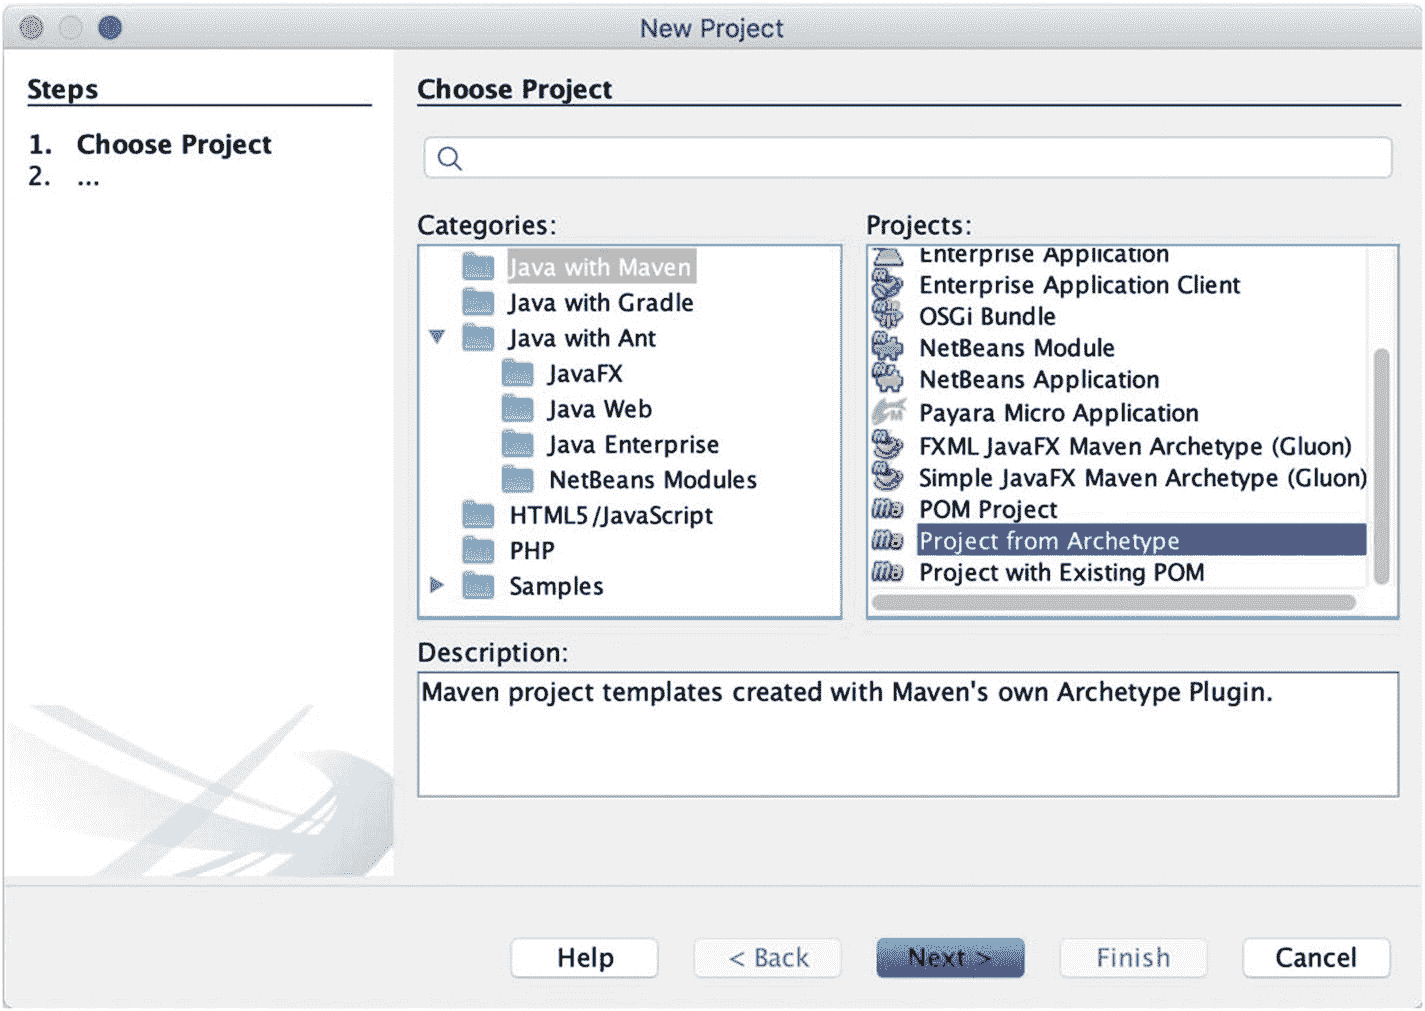 New Project
Steps
1. Choose Project
2. ...
Choose Project
Categories:
Java with Maven
Java with Gradle
Java with Ant
JavaFX
Java Web
Java Enterprise
NetBeans Modules
HTML5/JavaScript
PHP
Samples
Projects:
Enterprise Application
Enterprise Application Client
OSGi Bundle
NetBeans Module
NetBeans Application
Payara Micro Application
FXML JavaFX Maven Archetype (Gluon)
Simple JavaFX Maven Archetype (Gluon)
POM Project
Project from Archetype
Project with Existing POM
Description:
Maven project templates created with Maven's own Archetype Plugin.
Help
< Back
Next >
Finish
Cancel